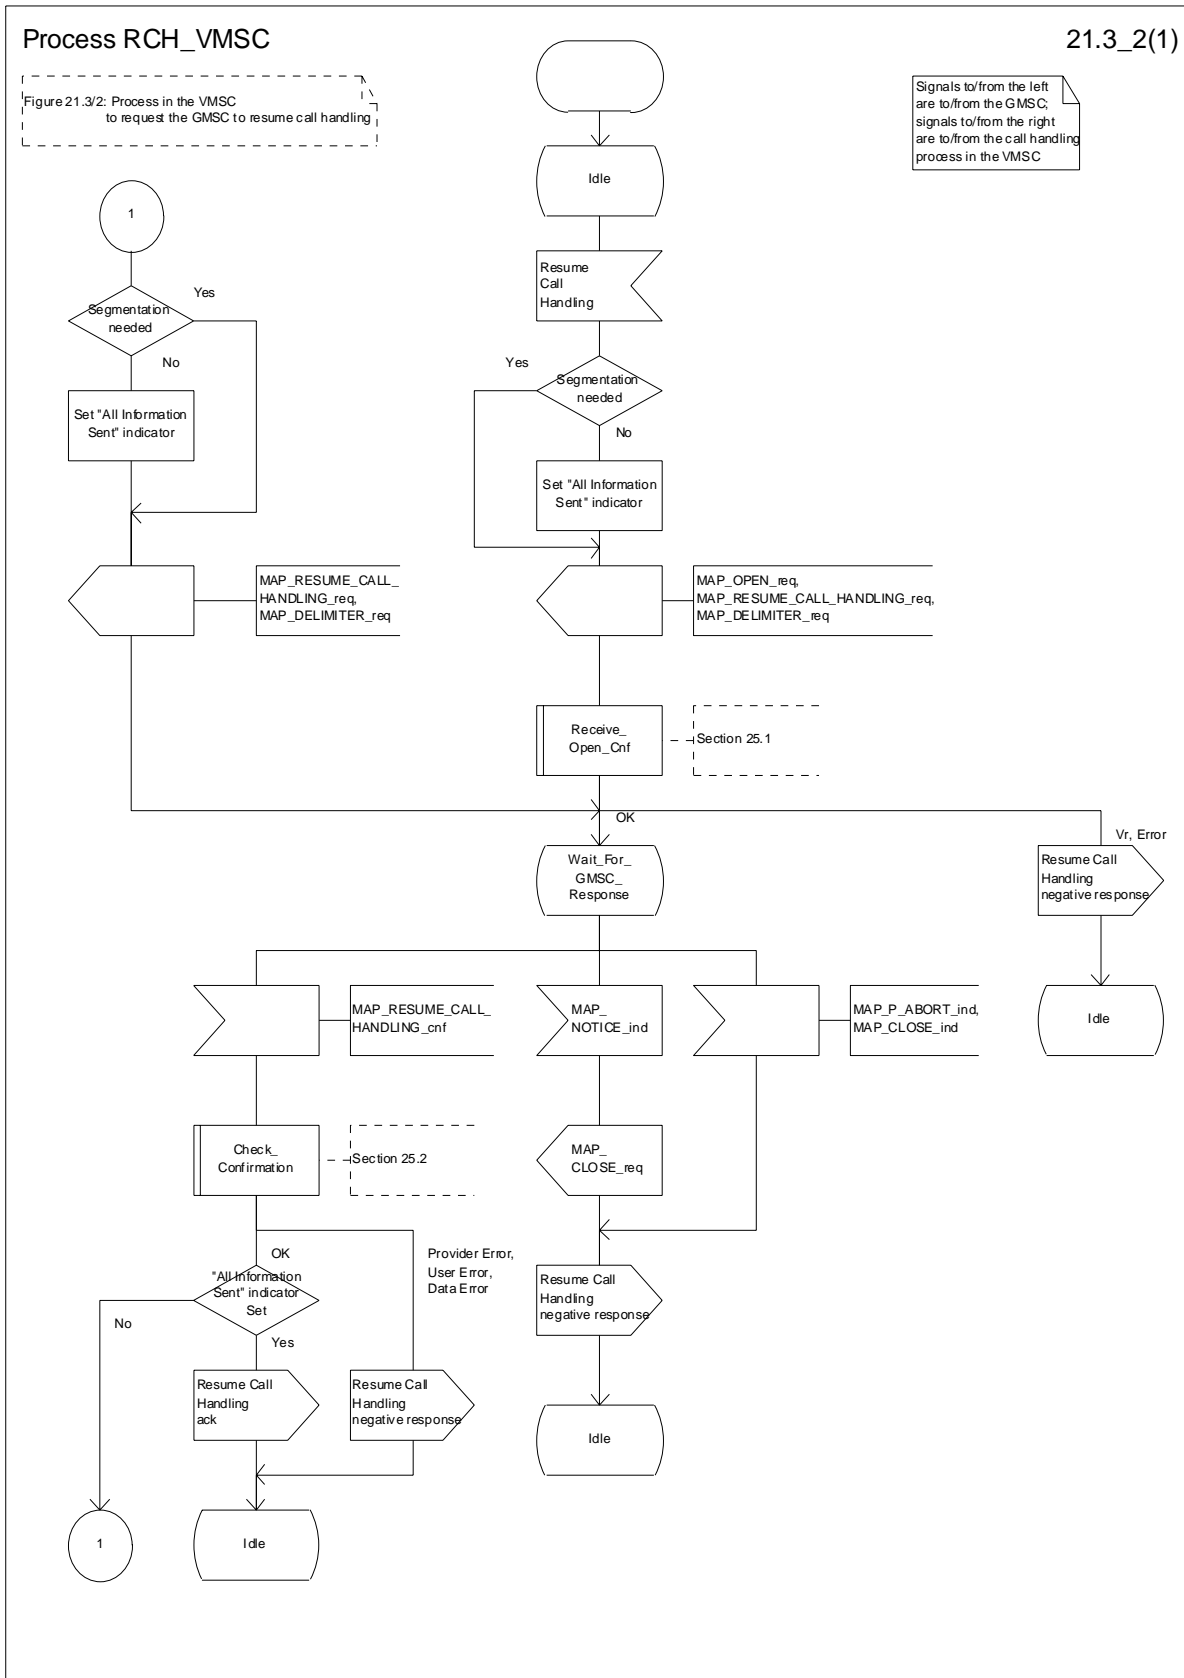 Process RCH_VMSC
21.3_2(1)
Figure 21.3/2: Process in the VMSC
to request the GMSC to resume call handling
Signals to/from the left
are to/from the GMSC;
signals to/from the right
are to/from the call handling
process in the VMSC
Idle
1
Resume
Call
Handling
Segmentation
needed
Yes
No
Segmentation
needed
Yes
No
Set "All Information
Sent" indicator
Set "All Information
Sent" indicator
MAP_RESUME_CALL_
HANDLING_req,
MAP_DELIMITER_req
MAP_OPEN_req,
MAP_RESUME_CALL_HANDLING_req,
MAP_DELIMITER_req
Receive_
Open_Cnf
Section 25.1
OK
Vr, Error
Wait_For_
GMSC_
Response
Resume Call
Handling
negative response
MAP_RESUME_CALL_
HANDLING_cnf
MAP_
NOTICE_ind
MAP_P_ABORT_ind,
MAP_CLOSE_ind
Idle
Check_
Confirmation
Section 25.2
MAP_
CLOSE_req
OK
Provider Error,
User Error,
Data Error
"All Information
Sent" indicator
Set
No
Yes
Resume Call
Handling
negative response
Resume Call
Handling
ack
Resume Call
Handling
negative response
Idle
1
Idle